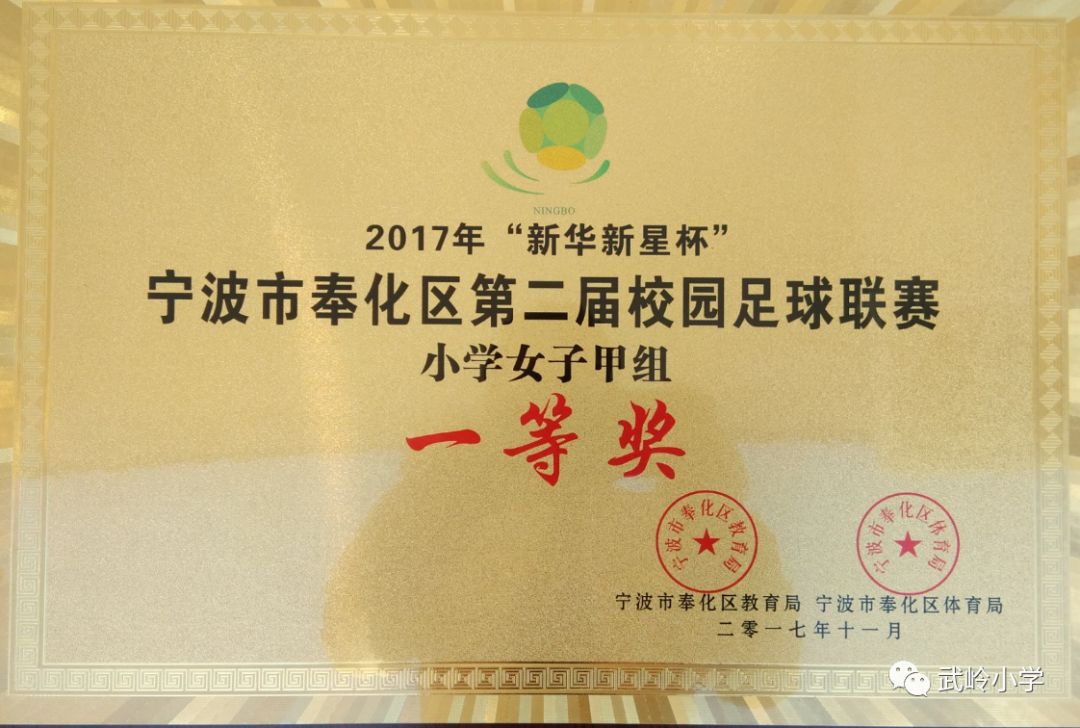 NINGBO
2017年“新华新星杯”
宁波市奉化区第二届校园足球联赛
小学女子甲组
一等奖
宁波市奉化区教育局
宁波市奉化区体育局
宁波市奉化区教育局 宁波市奉化区体育局
二零一七年十一月
武岭小学